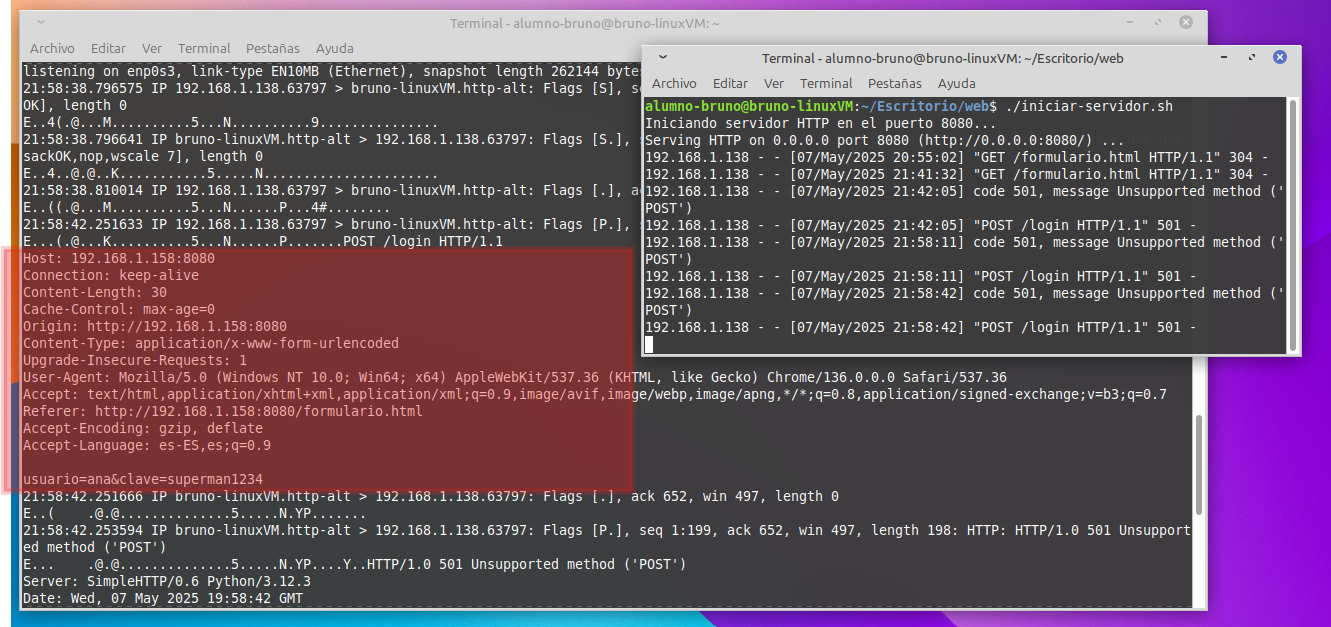 Terminal - alumno-bruno@bruno-linuxVM: ~
Archivo Editar Ver Terminal Pestañas Ayuda
listening on enp0s3, link-type EN10MB (Ethernet), snapshot length 262144 byte
21:58:38.796575 IP 192.168.1.138.63797 > bruno-linuxVM.http-alt: Flags [S], s
OK], length 0
E..4(.@...M..........5...N..........9...............
21:58:38.796641 IP bruno-linuxVM.http-alt > 192.168.1.138.63797: Flags [S.],
sackOK,nop,wscale 7], length 0
E..4..@.@..K...........5.....N......................
21:58:38.810014 IP 192.168.1.138.63797 > bruno-linuxVM.http-alt: Flags [.], a
E..((.@...M..........5...N......P...4#........
21:58:42.251633 IP 192.168.1.138.63797 > bruno-linuxVM.http-alt: Flags [P.],
E...(.@...K..........5...N......P.......POST /login HTTP/1.1
Host: 192.168.1.158:8080
Connection: keep-alive
Content-Length: 30
Cache-Control: max-age=0
Origin: http://192.168.1.158:8080
Content-Type: application/x-www-form-urlencoded
Upgrade-Insecure-Requests: 1
User-Agent: Mozilla/5.0 (Windows NT 10.0; Win64; x64) AppleWebKit/537.36 (KHTML, like Gecko) Chrome/136.0.0.0 Safari/537.36
Accept: text/html,application/xhtml+xml,application/xml;q=0.9,image/avif,image/webp,image/apng,*/*;q=0.8,application/signed-exchange;v=b3;q=0.7
Referer: http://192.168.1.158:8080/formulario.html
Accept-Encoding: gzip, deflate
Accept-Language: es-ES,es;q=0.9
usuario=ana&clave=superman1234
21:58:42.251666 IP bruno-linuxVM.http-alt > 192.168.1.138.63797: Flags [.], ack 652, win 497, length 0
E..(    .@.@..............5.....N.YP.......
21:58:42.253594 IP bruno-linuxVM.http-alt > 192.168.1.138.63797: Flags [P.], seq 1:199, ack 652, win 497, length 198: HTTP: HTTP/1.0 501 Unsupport
ed method ('POST')
E...    .@.@..............5.....N.YP....Y..HTTP/1.0 501 Unsupported method ('POST')
Server: SimpleHTTP/0.6 Python/3.12.3
Date: Wed, 07 May 2025 19:58:42 GMT
Terminal - alumno-bruno@bruno-linuxVM: ~/Escritorio/web
Archivo Editar Ver Terminal Pestañas Ayuda
alumno-bruno@bruno-linuxVM:~/Escritorio/web$ ./iniciar-servidor.sh
Iniciando servidor HTTP en el puerto 8080...
Serving HTTP on 0.0.0.0 port 8080 (http://0.0.0.0:8080/) ...
192.168.1.138 - - [07/May/2025 20:55:02] "GET /formulario.html HTTP/1.1" 304 -
192.168.1.138 - - [07/May/2025 21:41:32] "GET /formulario.html HTTP/1.1" 304 -
192.168.1.138 - - [07/May/2025 21:42:05] code 501, message Unsupported method ('
POST')
192.168.1.138 - - [07/May/2025 21:42:05] "POST /login HTTP/1.1" 501 -
192.168.1.138 - - [07/May/2025 21:58:11] code 501, message Unsupported method ('
POST')
192.168.1.138 - - [07/May/2025 21:58:11] "POST /login HTTP/1.1" 501 -
192.168.1.138 - - [07/May/2025 21:58:42] code 501, message Unsupported method ('
POST')
192.168.1.138 - - [07/May/2025 21:58:42] "POST /login HTTP/1.1" 501 -